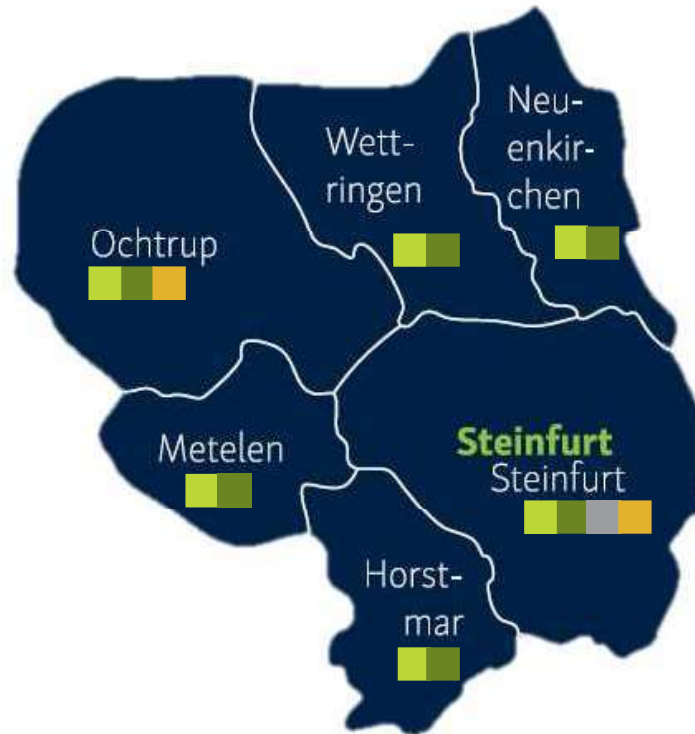 Neu-
enkir-
chen
Wett-
ringen
Ochtrup
Steinfurt
Steinfurt
Metelen
Horst-
mar